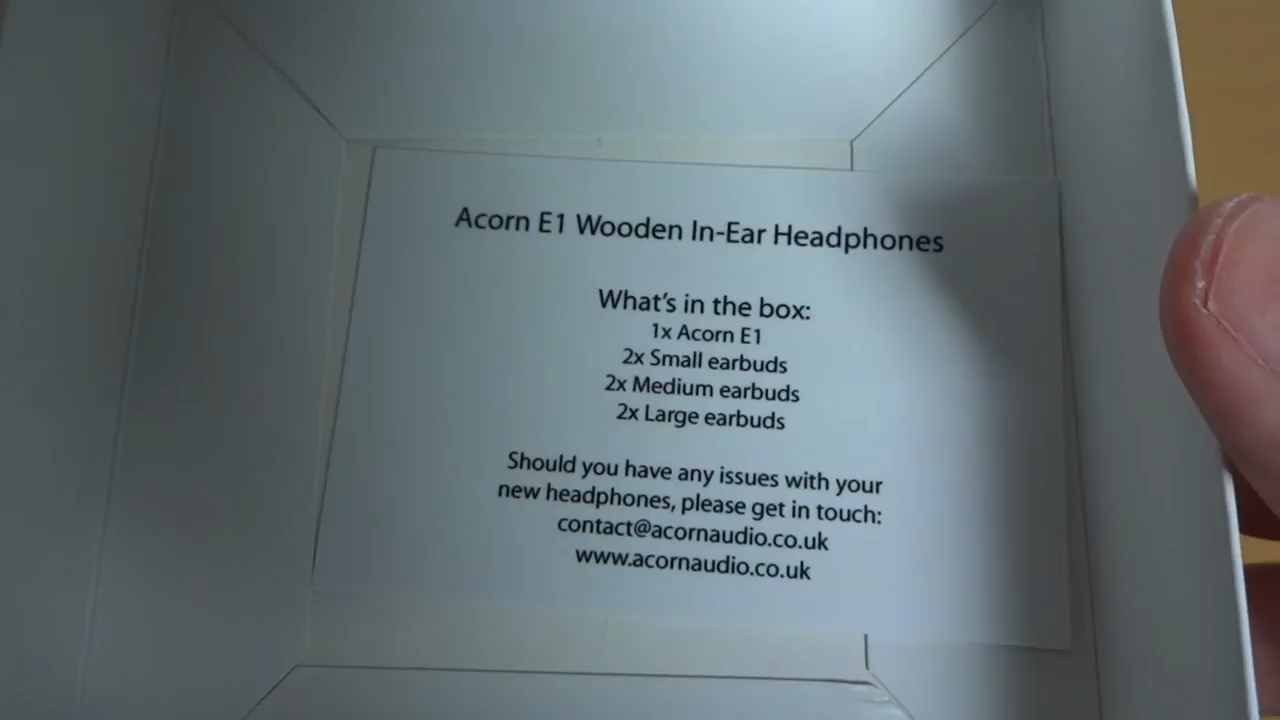 Acorn E1 Wooden In-Ear Headphones
What's in the box:
1x Acorn E1
2x Small earbuds
2x Medium earbuds
2x Large earbuds
Should you have any issues with your
new headphones, please get in touch:
contact@acornaudio.co.uk
www.acornaudio.co.uk